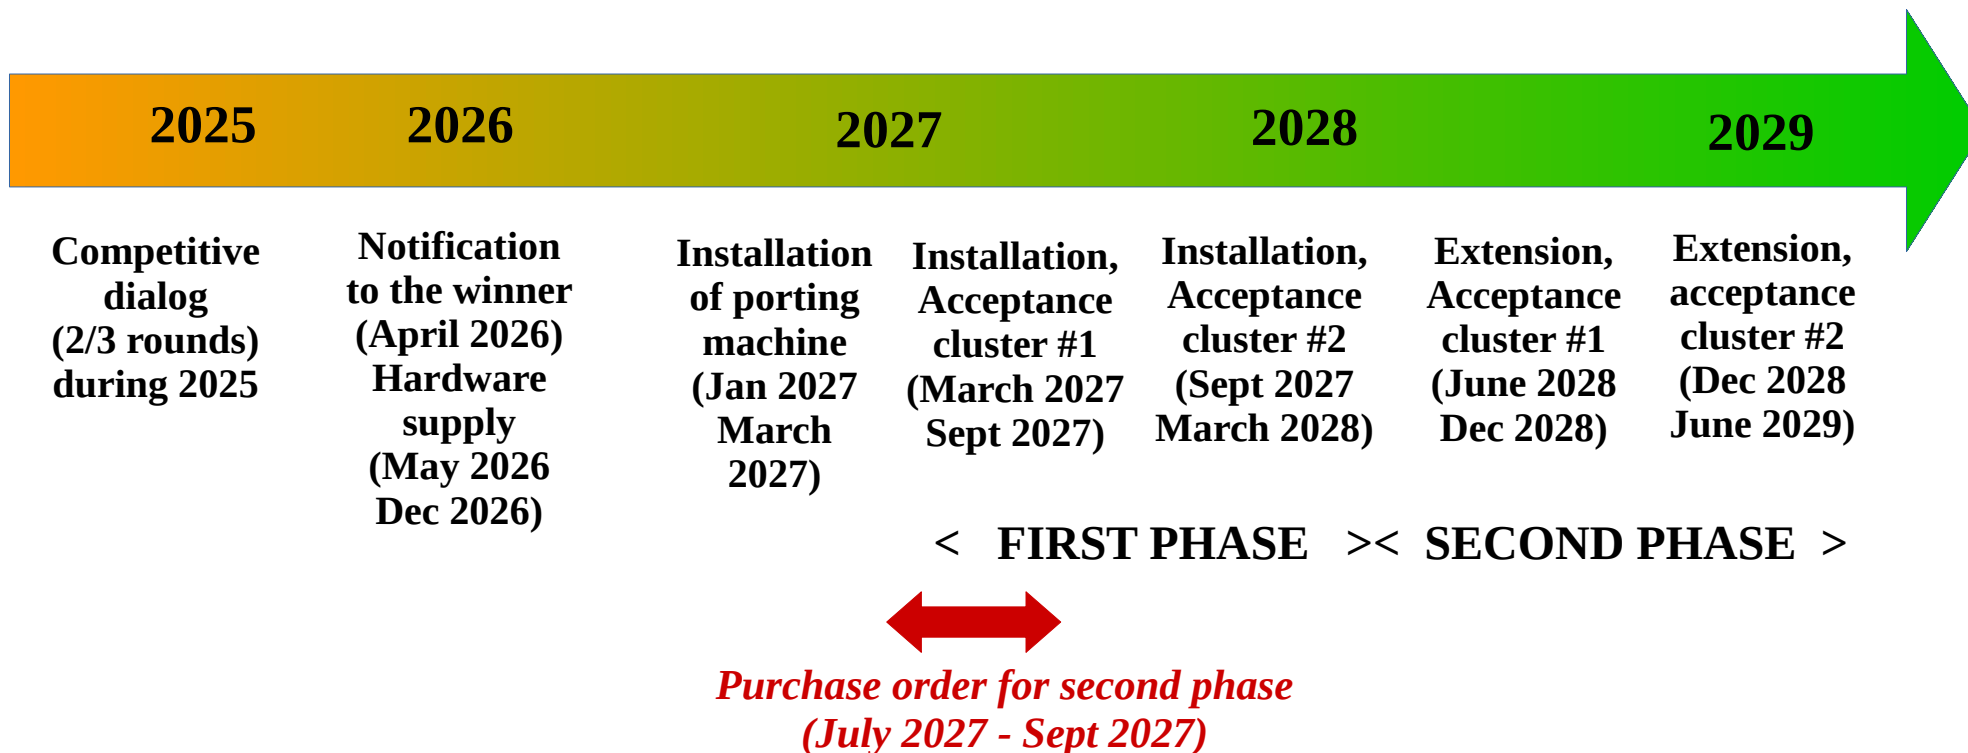 2025
2026
2027
2028
2029
Competitive
dialog
(2/3 rounds)
during 2025
Notification
to the winner
(April 2026)
Hardware
supply
(May 2026
Dec 2026)
Installation
of porting
machine
(Jan 2027
March
2027)
Installation,
Acceptance
cluster #1
(March 2027
Sept 2027)
Installation,
Acceptance
cluster #2
(Sept 2027
March 2028)
Extension,
Acceptance
cluster #1
(June 2028
Dec 2028)
Extension,
acceptance
cluster #2
(Dec 2028
June 2029)
< FIRST PHASE >< SECOND PHASE >
Purchase order for second phase
(July 2027 - Sept 2027)